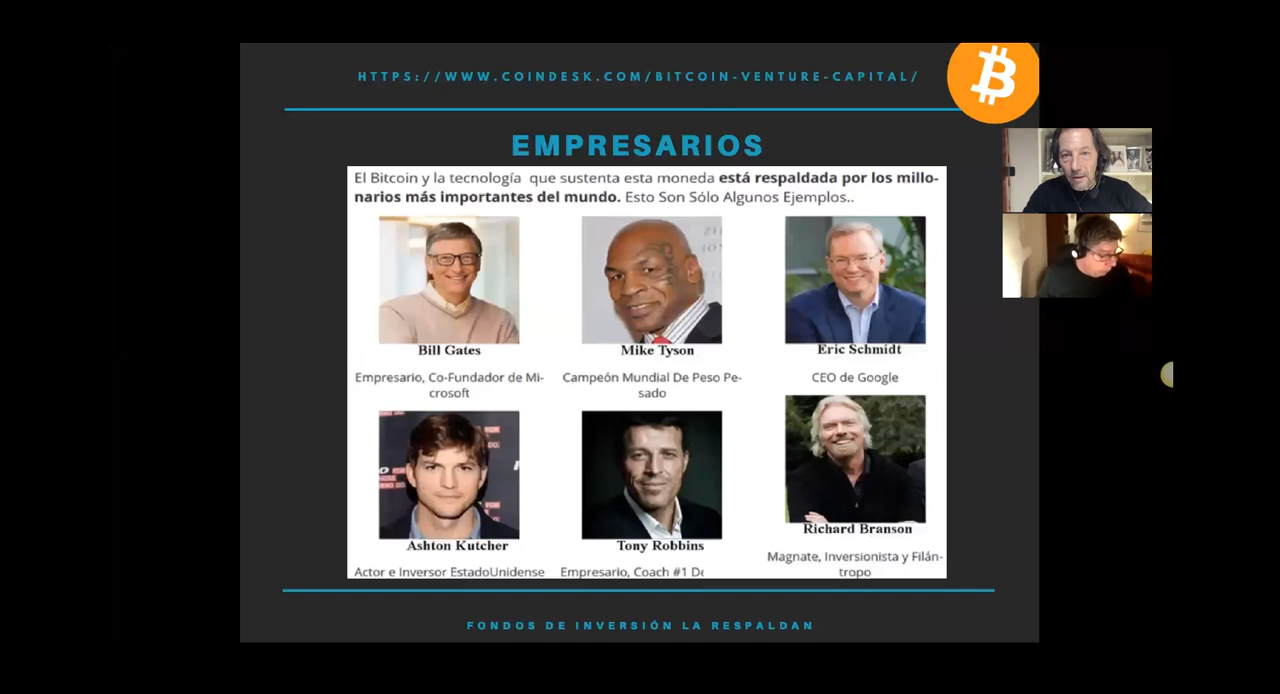 HTTPS://WWW.COINDESK.COM/BITCOIN-VENTURE-CAPITAL/
EMPRESARIOS
El Bitcoin y la tecnología que sustenta esta moneda está respaldada por los millo-
narios más importantes del mundo. Esto Son Sólo Algunos Ejemplos..
Bill Gates
Empresario, Co-Fundador de Mi-
crosoft
Mike Tyson
Campeón Mundial De Peso Pe-
sado
Eric Schmidt
CEO de Google
Ashton Kutcher
Actor e Inversor EstadoUnidense
Tony Robbins
Empresario, Coach #1 De
Richard Branson
Magnate, Inversionista y Filán-
tropo
FONDOS DE INVERSIÓN LA RESPALDAN